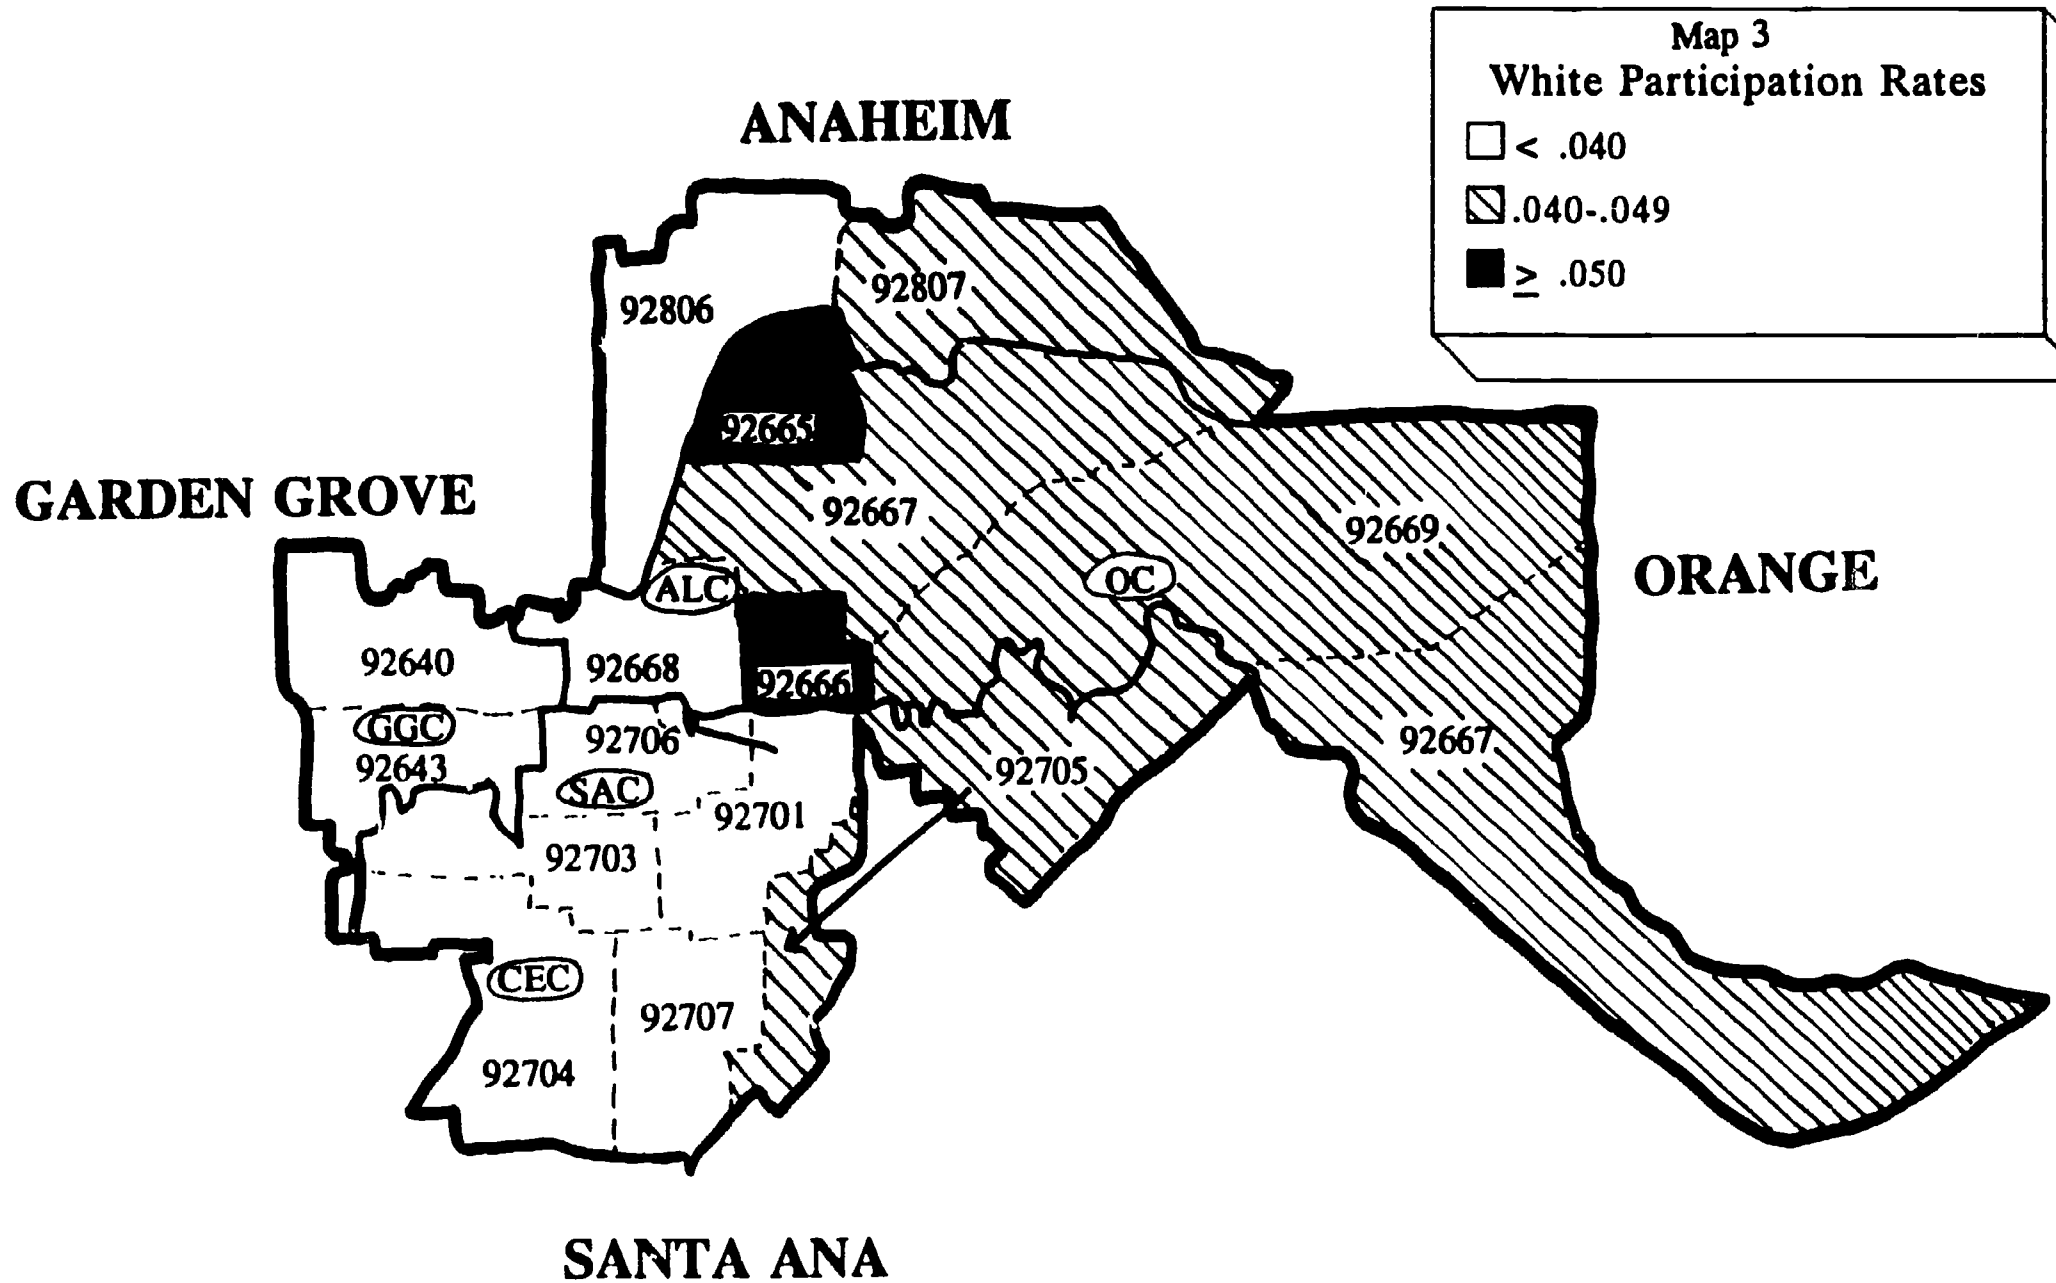 Map 3
White Participation Rates
< .040
.040-.049
≥ .050
ANAHEIM
92807
92806
92665
GARDEN GROVE
92667
92669
ORANGE
OC
ALC
92640
92668
92666
GGC
92706
92667
92643
92705
SAC
92701
92703
CEC
92707
92704
SANTA ANA